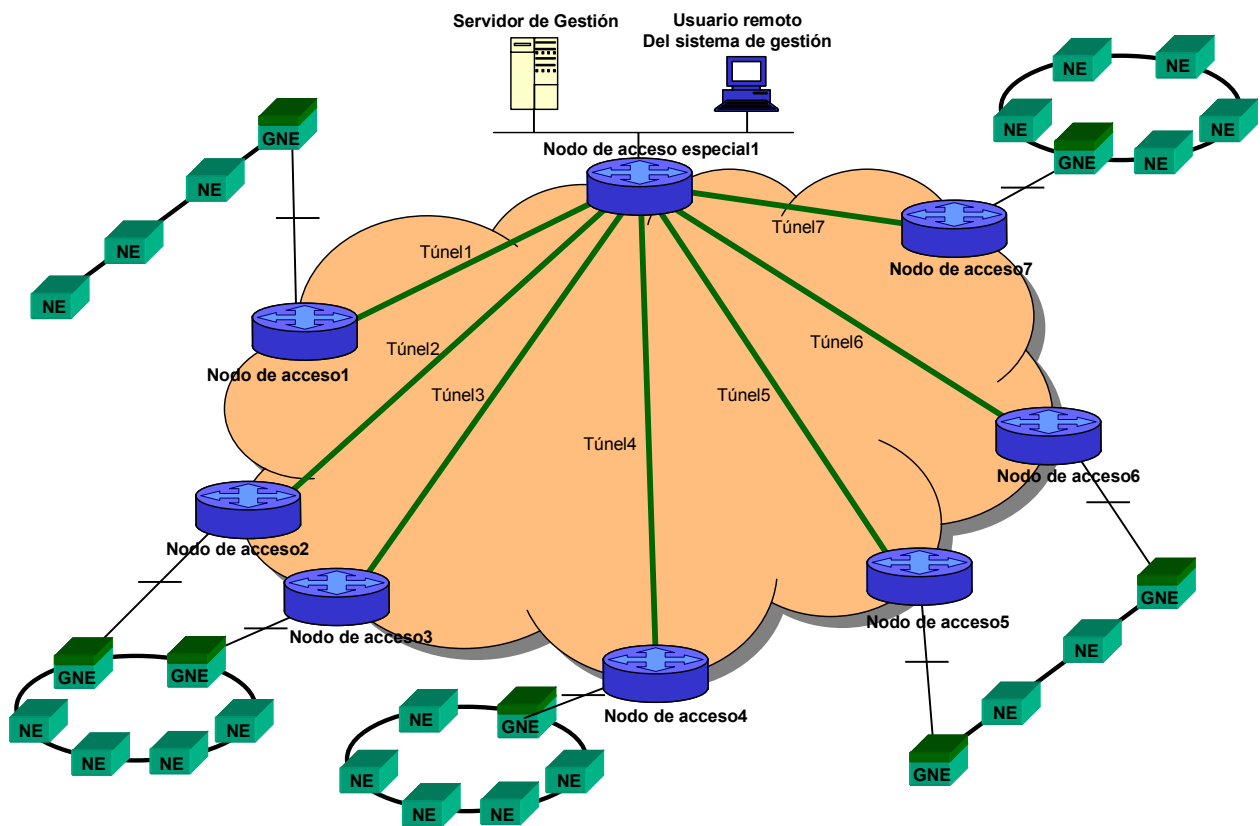 Servidor de Gestión
Usuario remoto
Del sistema de gestión
NE
NE
NE
NE
GNE
NE
GNE
NE
NE
NE
Nodo de acceso especial1
Túnel7
Nodo de acceso7
Túnel1
Nodo de acceso1
Túnel2
Túnel3
Túnel6
Túnel5
Túnel4
Nodo de acceso6
Nodo de acceso2
Nodo de acceso3
Nodo de acceso5
Nodo de acceso4
GNE
GNE
NE
NE
NE
NE
NE
GNE
NE
NE
NE
NE
GNE
NE
NE
GNE